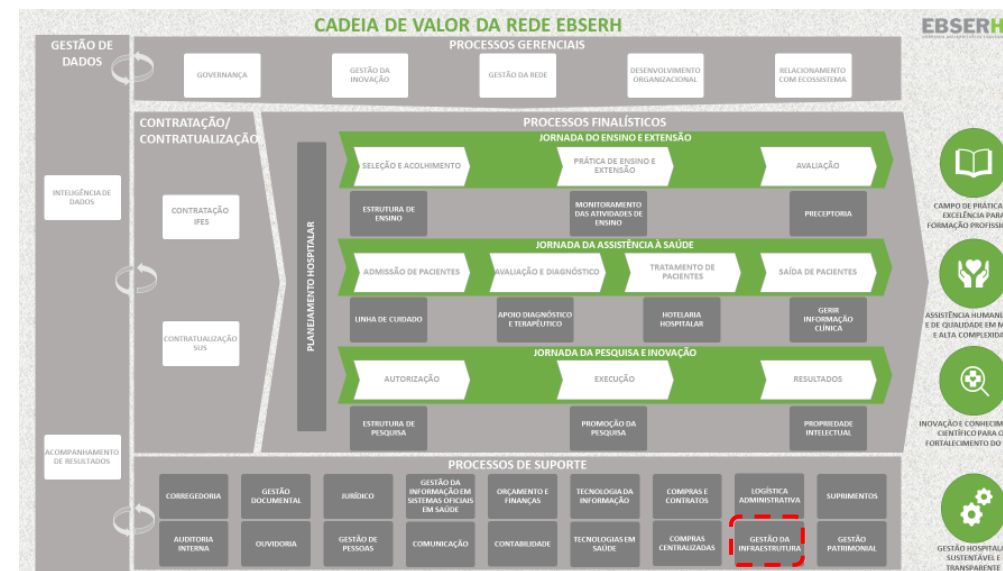 CADEIA DE VALOR DA REDE EBSERH
EBSERH
GESTÃO DE
DADOS
PROCESSOS GERENCIAIS
GOVERNANÇA
GESTÃO DA
INOVAÇÃO
GESTÃO DA REDE
DESENVOLVIMENTO
ORGANIZACIONAL
RELACIONAMENTO
COM ECOSSISTEMA
INTELIGÊNCIA DE
DADOS
ACOMPANHAMENTO
DE RESULTADOS
CONTRATAÇÃO/
CONTRATUALIZAÇÃO
CONTRATAÇÃO
IFES
CONTRATUALIZAÇÃO
SUS
PROCESSOS FINALÍSTICOS
PLANEJAMENTO HOSPITALAR
JORNADA DO ENSINO E EXTENSÃO
SELEÇÃO E ACOLHIMENTO
PRÁTICA DE ENSINO E
EXTENSÃO
AVALIAÇÃO
ESTRUTURA DE
ENSINO
MONITORAMENTO
DAS ATIVIDADES DE
ENSINO
PRECEPTORIA
JORNADA DA ASSISTÊNCIA À SAÚDE
ADMISSÃO DE PACIENTES
AVALIAÇÃO E DIAGNÓSTICO
TRATAMENTO DE
PACIENTES
SAÍDA DE PACIENTES
LINHA DE CUIDADO
APOIO DIAGNÓSTICO
E TERAPÊUTICO
HOTELARIA
HOSPITALAR
GERIR
INFORMAÇÃO
CLÍNICA
JORNADA DA PESQUISA E INOVAÇÃO
AUTORIZAÇÃO
EXECUÇÃO
RESULTADOS
ESTRUTURA DE
PESQUISA
PROMOÇÃO DA
PESQUISA
PROPRIEDADE
INTELECTUAL
PROCESSOS DE SUPORTE
CORREGEDORIA
GESTÃO
DOCUMENTAL
JURÍDICO
GESTÃO DA
INFORMAÇÃO EM
SISTEMAS OFICIAIS
EM SAÚDE
ORÇAMENTO E
FINANÇAS
TECNOLOGIA DA
INFORMAÇÃO
COMPRAS E
CONTRATOS
LOGÍSTICA
ADMINISTRATIVA
SUPRIMENTOS
AUDITORIA
INTERNA
OUVIDORIA
GESTÃO DE
PESSOAS
COMUNICAÇÃO
CONTABILIDADE
TECNOLOGIAS EM
SAÚDE
COMPRAS
CENTRALIZADAS
GESTÃO DA
INFRAESTRUTURA
GESTÃO
PATRIMONIAL
CAMPO DE PRÁTICA
EXCELÊNCIA PARA
FORMAÇÃO PROFISSI
ASSISTÊNCIA HUMAN
E DE QUALIDADE EM
E ALTA COMPLEXIDA
INOVAÇÃO E CONHECIM
CIENTÍFICO PARA O
FORTALECIMENTO DO
GESTÃO HOSPITALA
SUSTENTÁVEL E
TRANSPARENTE